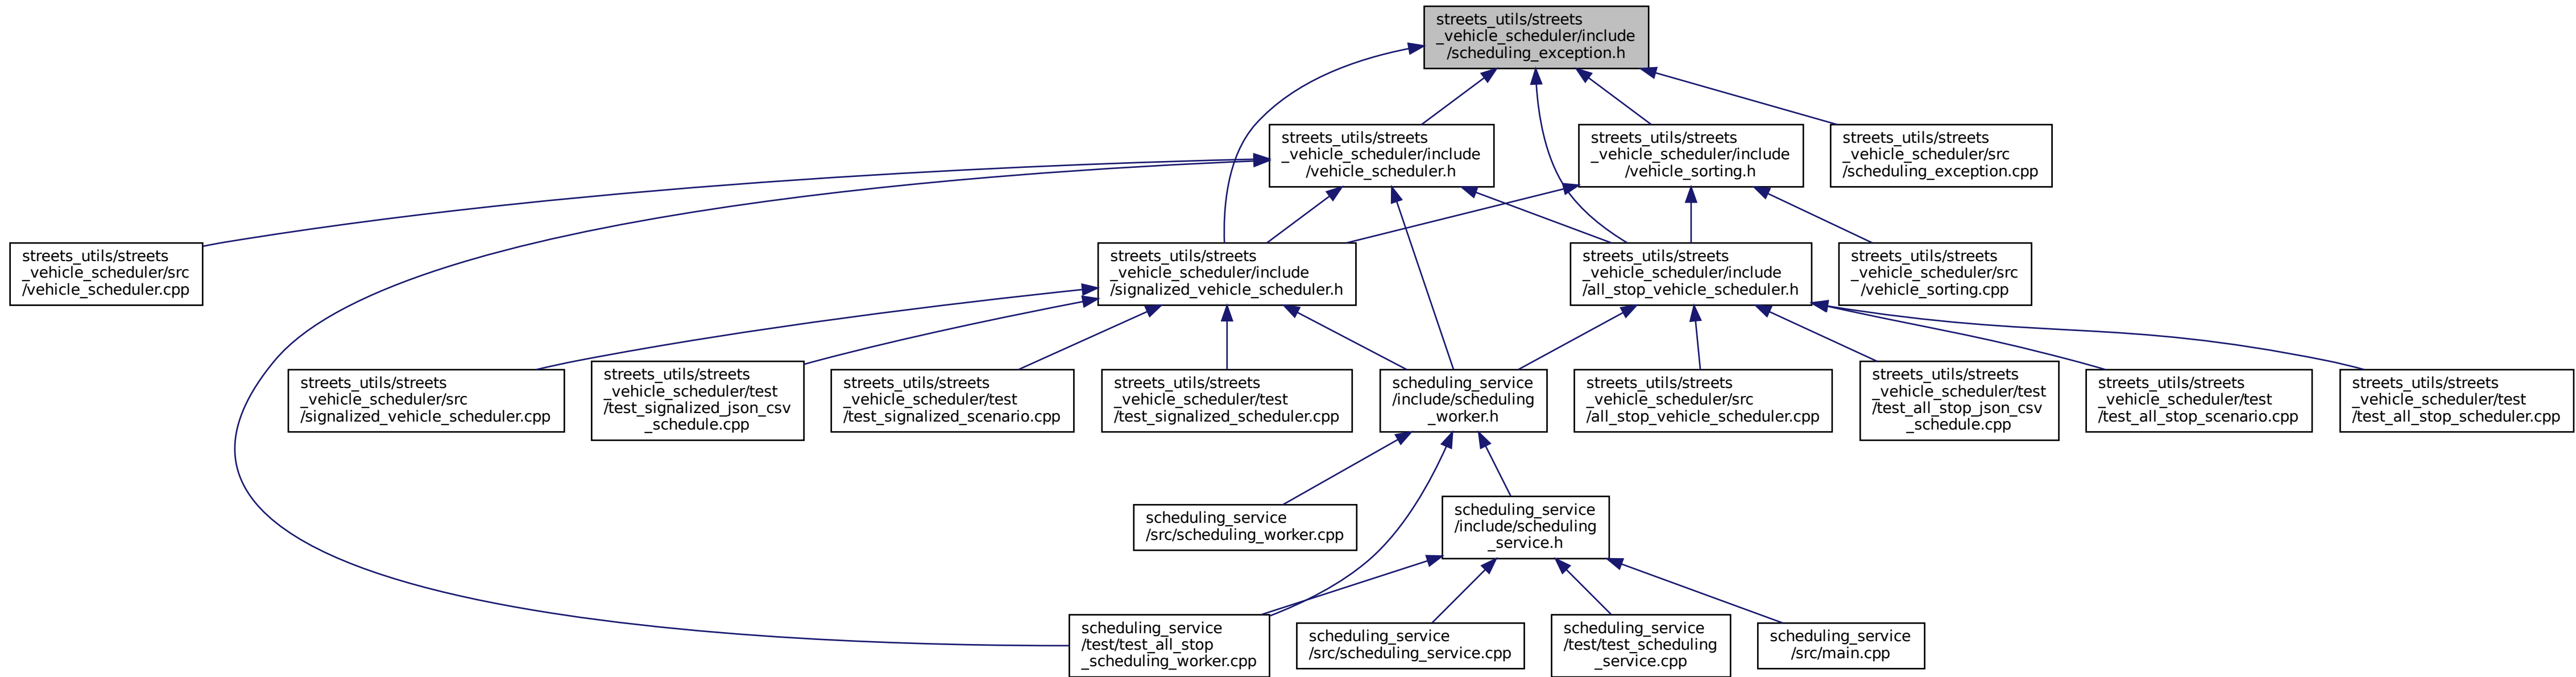 streets_utils/streets
_vehicle_scheduler/include
/scheduling_exception.h
streets_utils/streets
_vehicle_scheduler/include
/vehicle_scheduler.h
streets_utils/streets
_vehicle_scheduler/include
/vehicle_sorting.h
streets_utils/streets
_vehicle_scheduler/src
/scheduling_exception.cpp
streets_utils/streets
_vehicle_scheduler/src
/vehicle_scheduler.cpp
streets_utils/streets
_vehicle_scheduler/include
/signalized_vehicle_scheduler.h
streets_utils/streets
_vehicle_scheduler/include
/all_stop_vehicle_scheduler.h
streets_utils/streets
_vehicle_scheduler/src
/vehicle_sorting.cpp
streets_utils/streets
_vehicle_scheduler/src
/signalized_vehicle_scheduler.cpp
streets_utils/streets
_vehicle_scheduler/test
/test_signalized_json_csv
_schedule.cpp
streets_utils/streets
_vehicle_scheduler/test
/test_signalized_scenario.cpp
streets_utils/streets
_vehicle_scheduler/test
/test_signalized_scheduler.cpp
scheduling_service
/include/scheduling
_worker.h
streets_utils/streets
_vehicle_scheduler/src
/all_stop_vehicle_scheduler.cpp
streets_utils/streets
_vehicle_scheduler/test
/test_all_stop_json_csv
_schedule.cpp
streets_utils/streets
_vehicle_scheduler/test
/test_all_stop_scenario.cpp
streets_utils/streets
_vehicle_scheduler/test
/test_all_stop_scheduler.cpp
scheduling_service
/src/scheduling_worker.cpp
scheduling_service
/include/scheduling
_service.h
scheduling_service
/test/test_all_stop
_scheduling_worker.cpp
scheduling_service
/src/scheduling_service.cpp
scheduling_service
/test/test_scheduling
_service.cpp
scheduling_service
/src/main.cpp